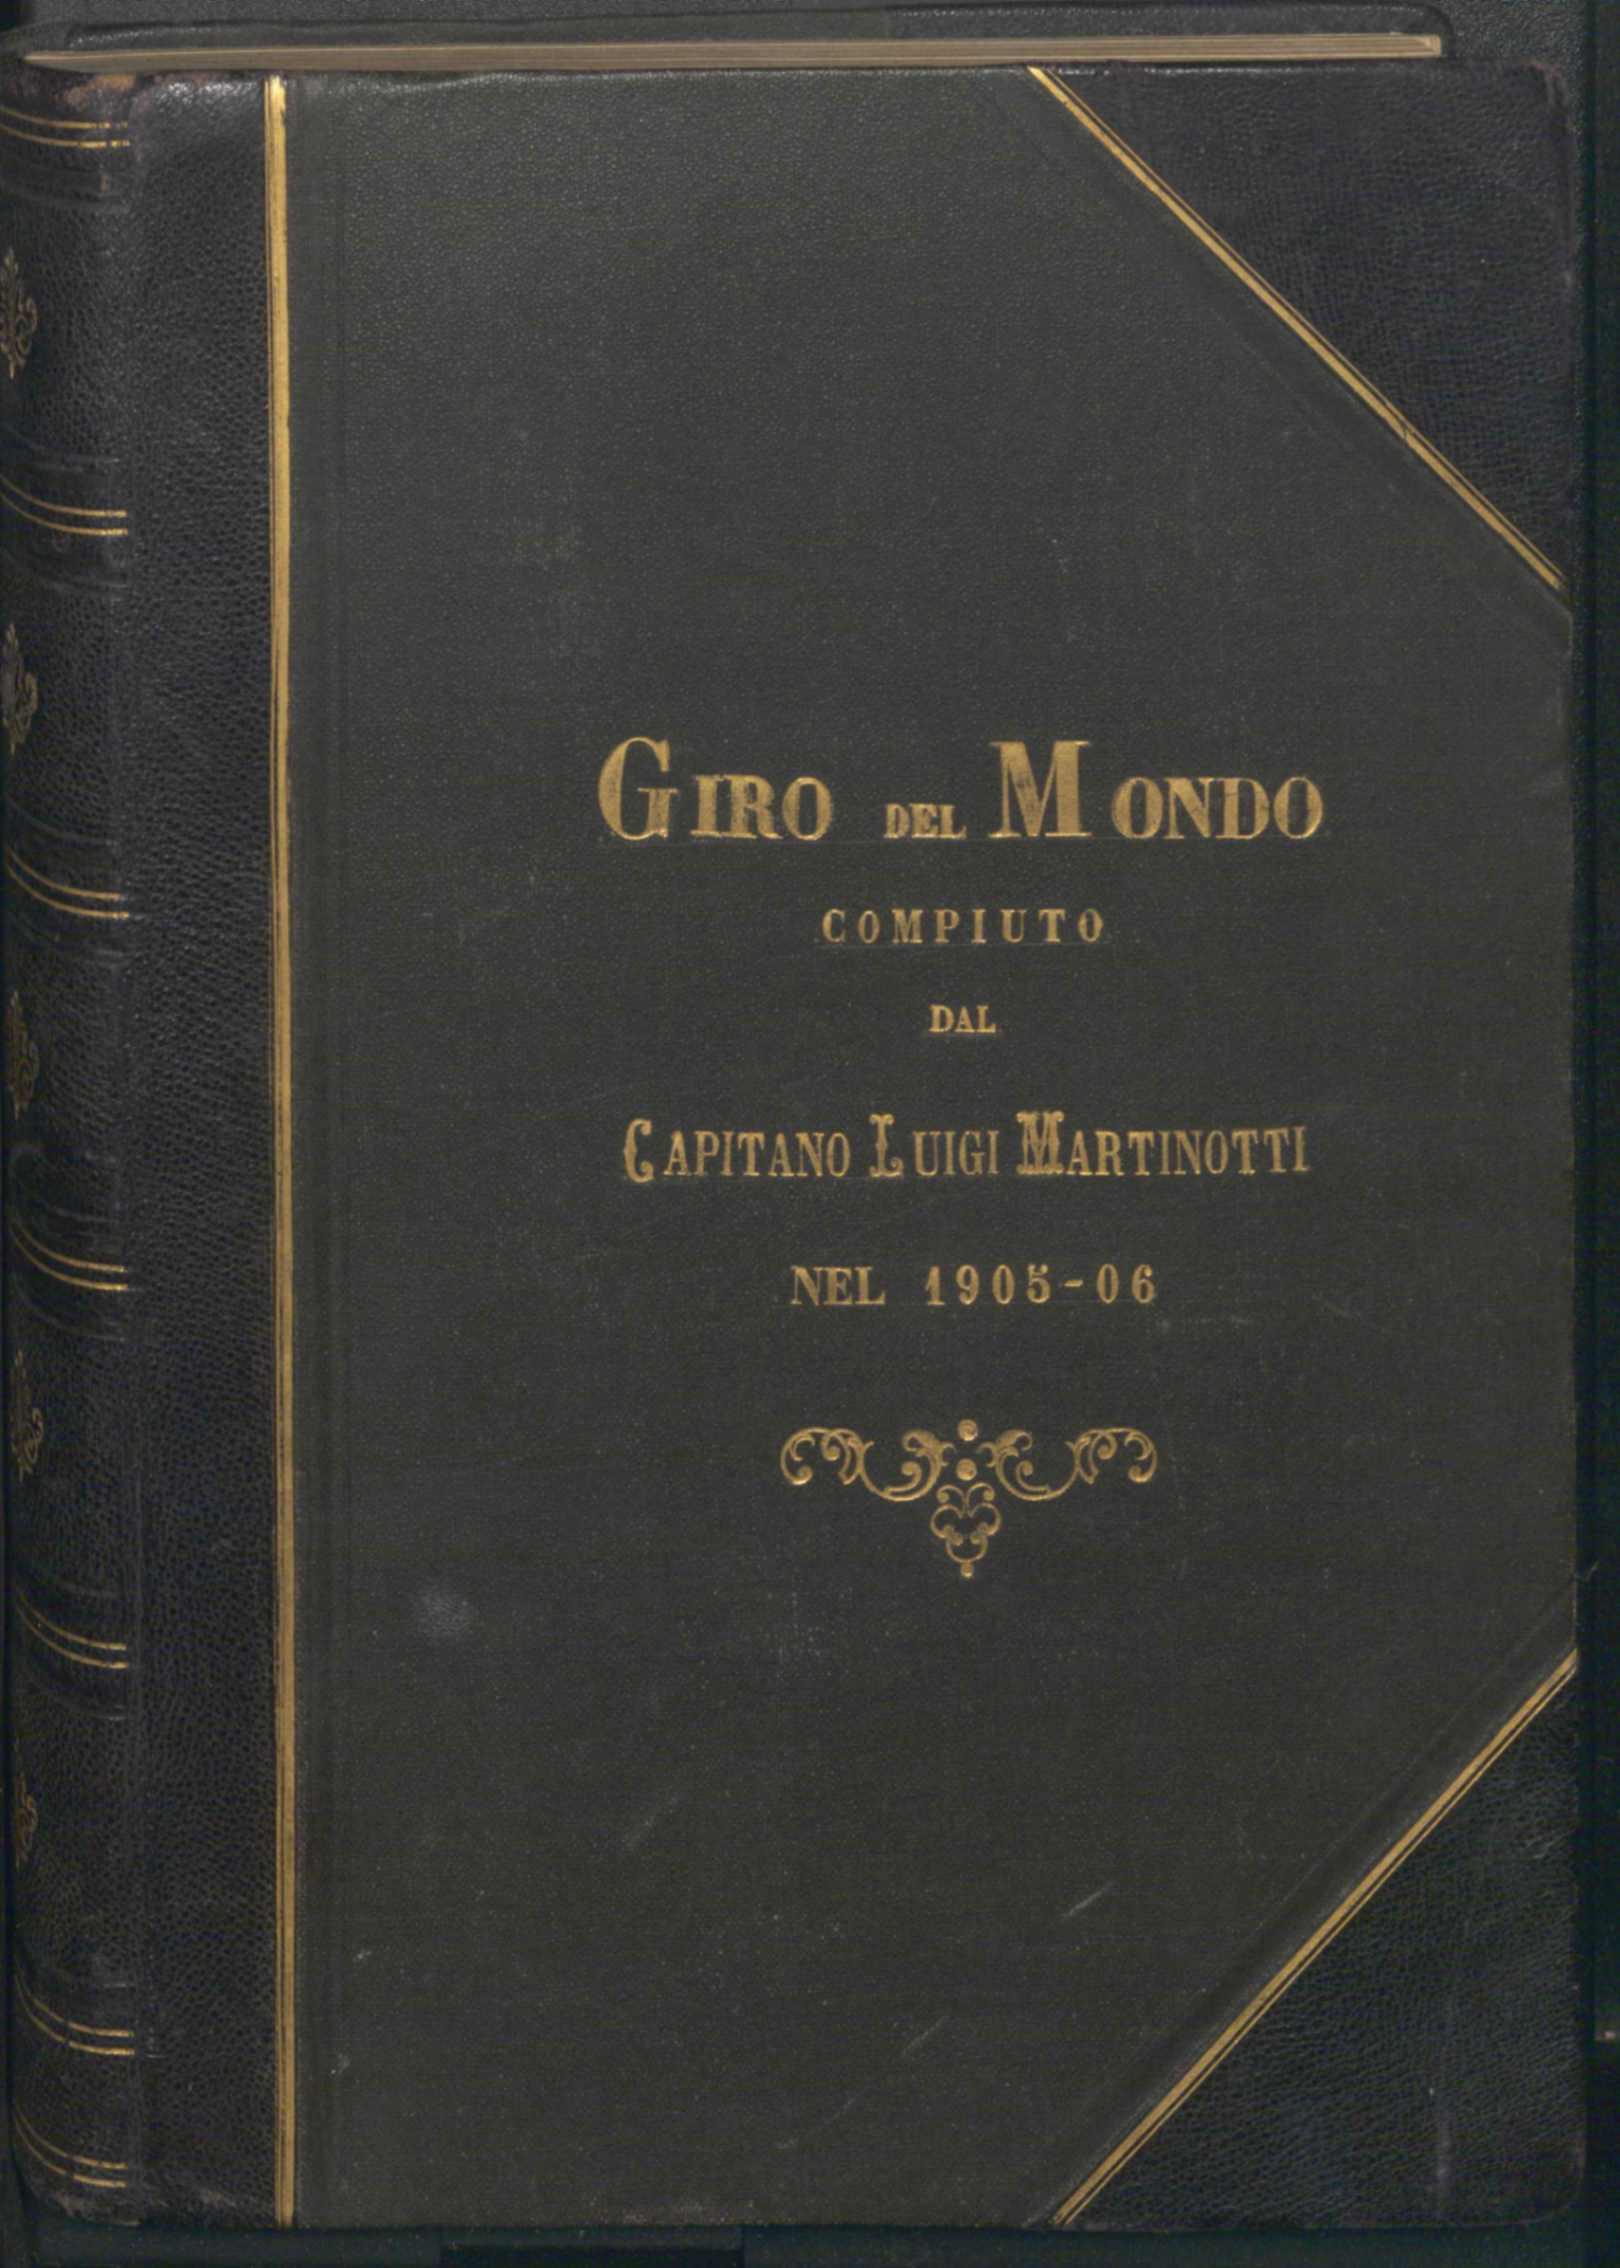 GIRO DEL MONDO
COMPIUTO
DAL
CAPITANO LUIGI MARTINOTTI
NEL 1905-06